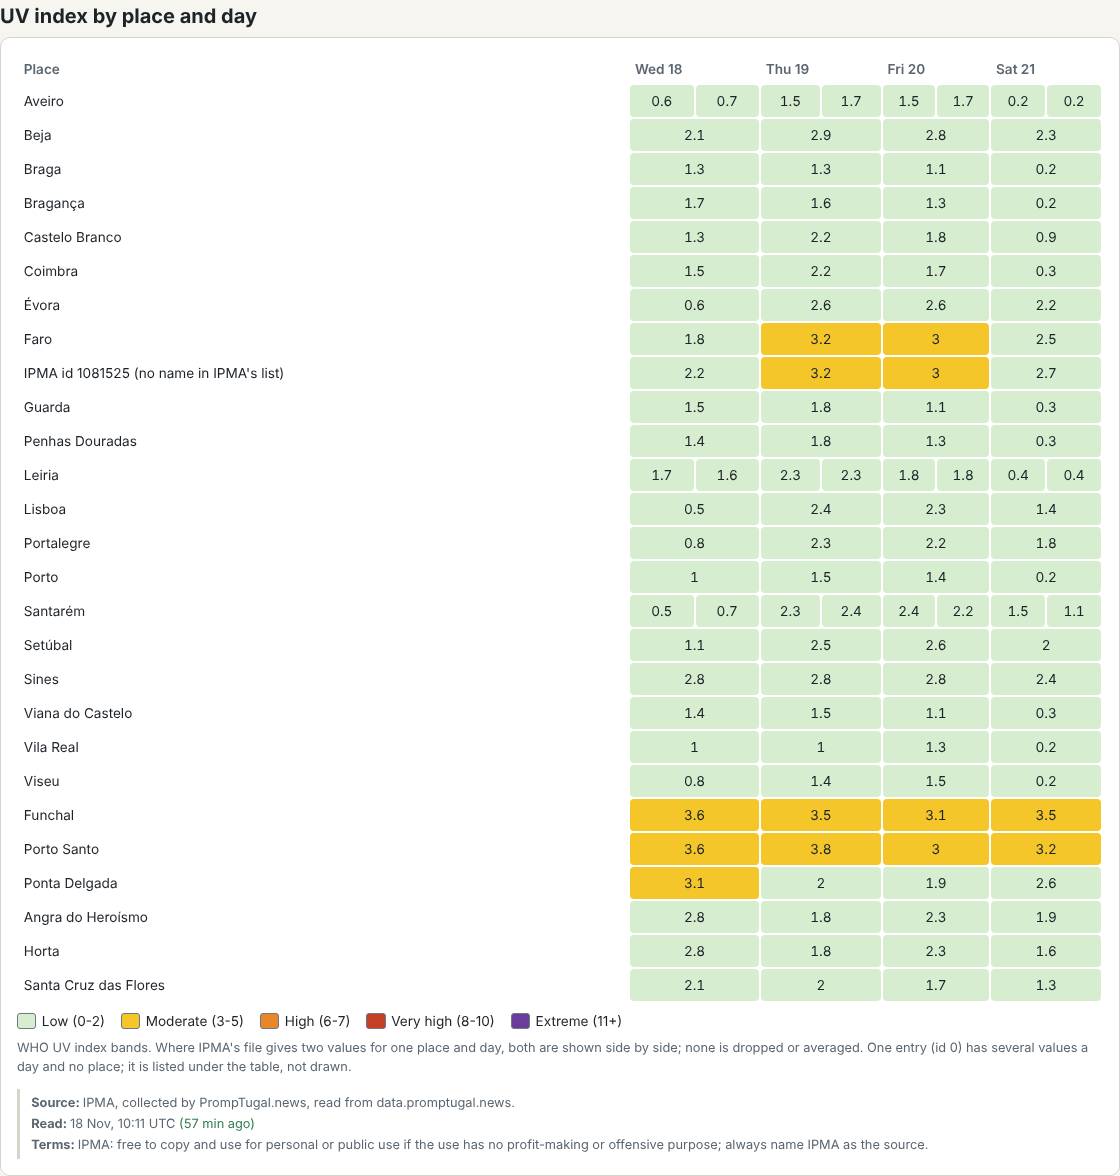 UV index by place and day
Place Wed 18 Thu 19 Fri 20 Sat 21
Aveiro 0.6 0.7 1.5 1.7 1.5 1.7 0.2 0.2
Beja 2.1 2.9 2.8 2.3
Braga 1.3 1.3 1.1 0.2
Bragança 1.7 1.6 1.3 0.2
Castelo Branco 1.3 2.2 1.8 0.9
Coimbra 1.5 2.2 1.7 0.3
Évora 0.6 2.6 2.6 2.2
Faro 1.8 3.2 3 2.5
IPMA id 1081525 (no name in IPMA's list) 2.2 3.2 3 2.7
Guarda 1.5 1.8 1.1 0.3
Penhas Douradas 1.4 1.8 1.3 0.3
Leiria 1.7 1.6 2.3 2.3 1.8 1.8 0.4 0.4
Lisboa 0.5 2.4 2.3 1.4
Portalegre 0.8 2.3 2.2 1.8
Porto 1 1.5 1.4 0.2
Santarém 0.5 0.7 2.3 2.4 2.4 2.2 1.5 1.1
Setúbal 1.1 2.5 2.6 2
Sines 2.8 2.8 2.8 2.4
Viana do Castelo 1.4 1.5 1.1 0.3
Vila Real 1 1 1.3 0.2
Viseu 0.8 1.4 1.5 0.2
Funchal 3.6 3.5 3.1 3.5
Porto Santo 3.6 3.8 3 3.2
Ponta Delgada 3.1 2 1.9 2.6
Angra do Heroísmo 2.8 1.8 2.3 1.9
Horta 2.8 1.8 2.3 1.6
Santa Cruz das Flores 2.1 2 1.7 1.3
Low (0-2) Moderate (3-5) High (6-7) Very high (8-10) Extreme (11+)
WHO UV index bands. Where IPMA's file gives two values for one place and day, both are shown side by side; none is dropped or averaged. One entry (id 0) has several values a
day and no place; it is listed under the table, not drawn.
Source: IPMA, collected by PrompTugal.news, read from data.promptugal.news.
Read: 18 Nov, 10:11 UTC (57 min ago)
Terms: IPMA: free to copy and use for personal or public use if the use has no profit-making or offensive purpose; always name IPMA as the source.